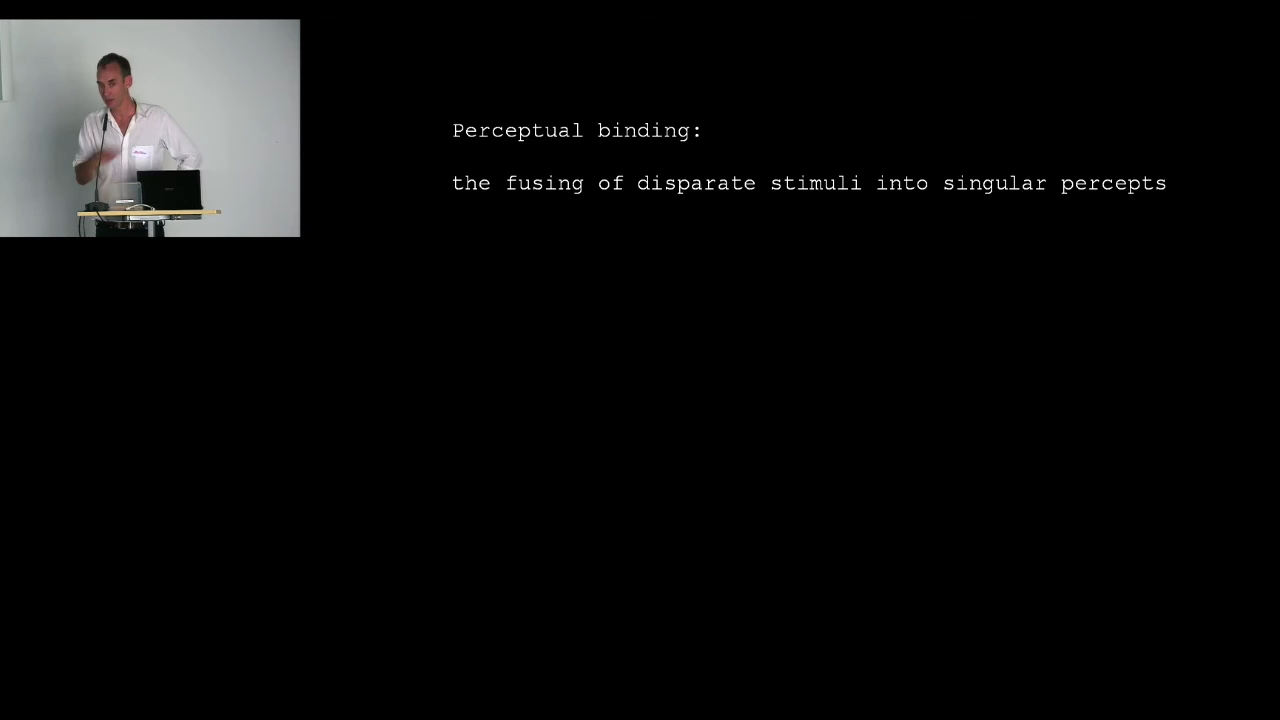 Perceptual binding:
the fusing of disparate stimuli into singular percepts